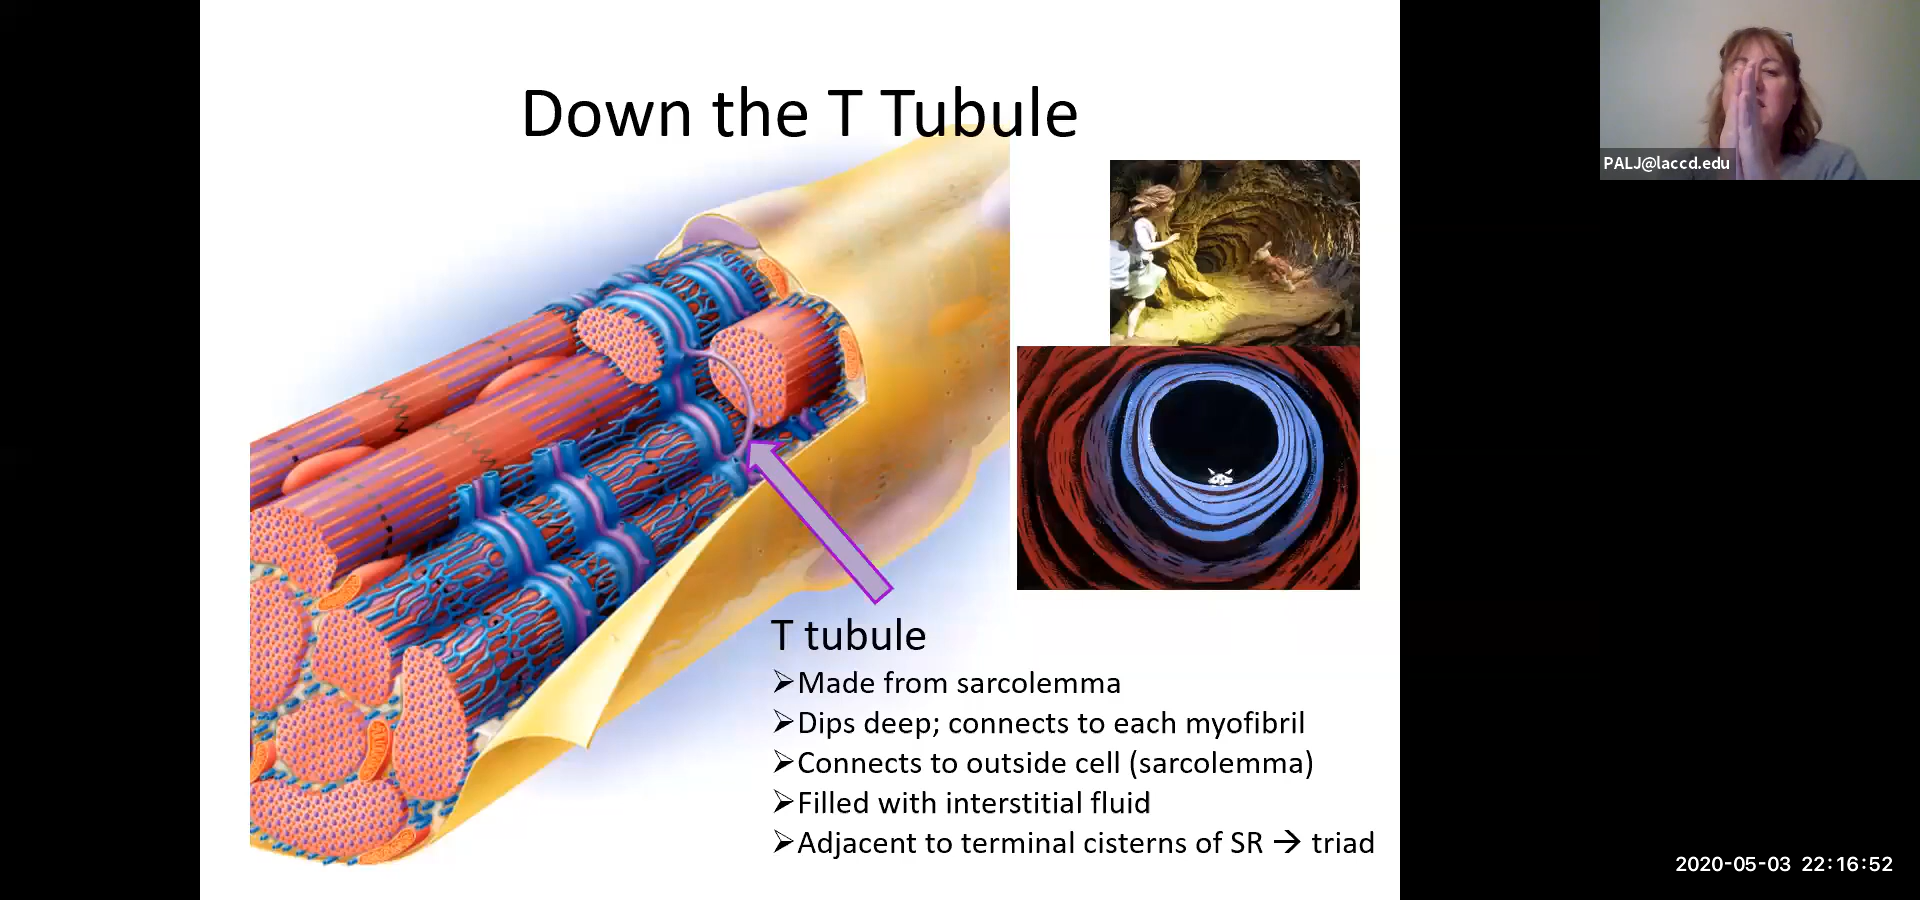 Down the T Tubule
PALJ@laccd.edu
T tubule
➢Made from sarcolemma
➢Dips deep; connects to each myofibril
➢Connects to outside cell (sarcolemma)
➢Filled with interstitial fluid
➢Adjacent to terminal cisterns of SR → triad
2020-05-03 22:16:52